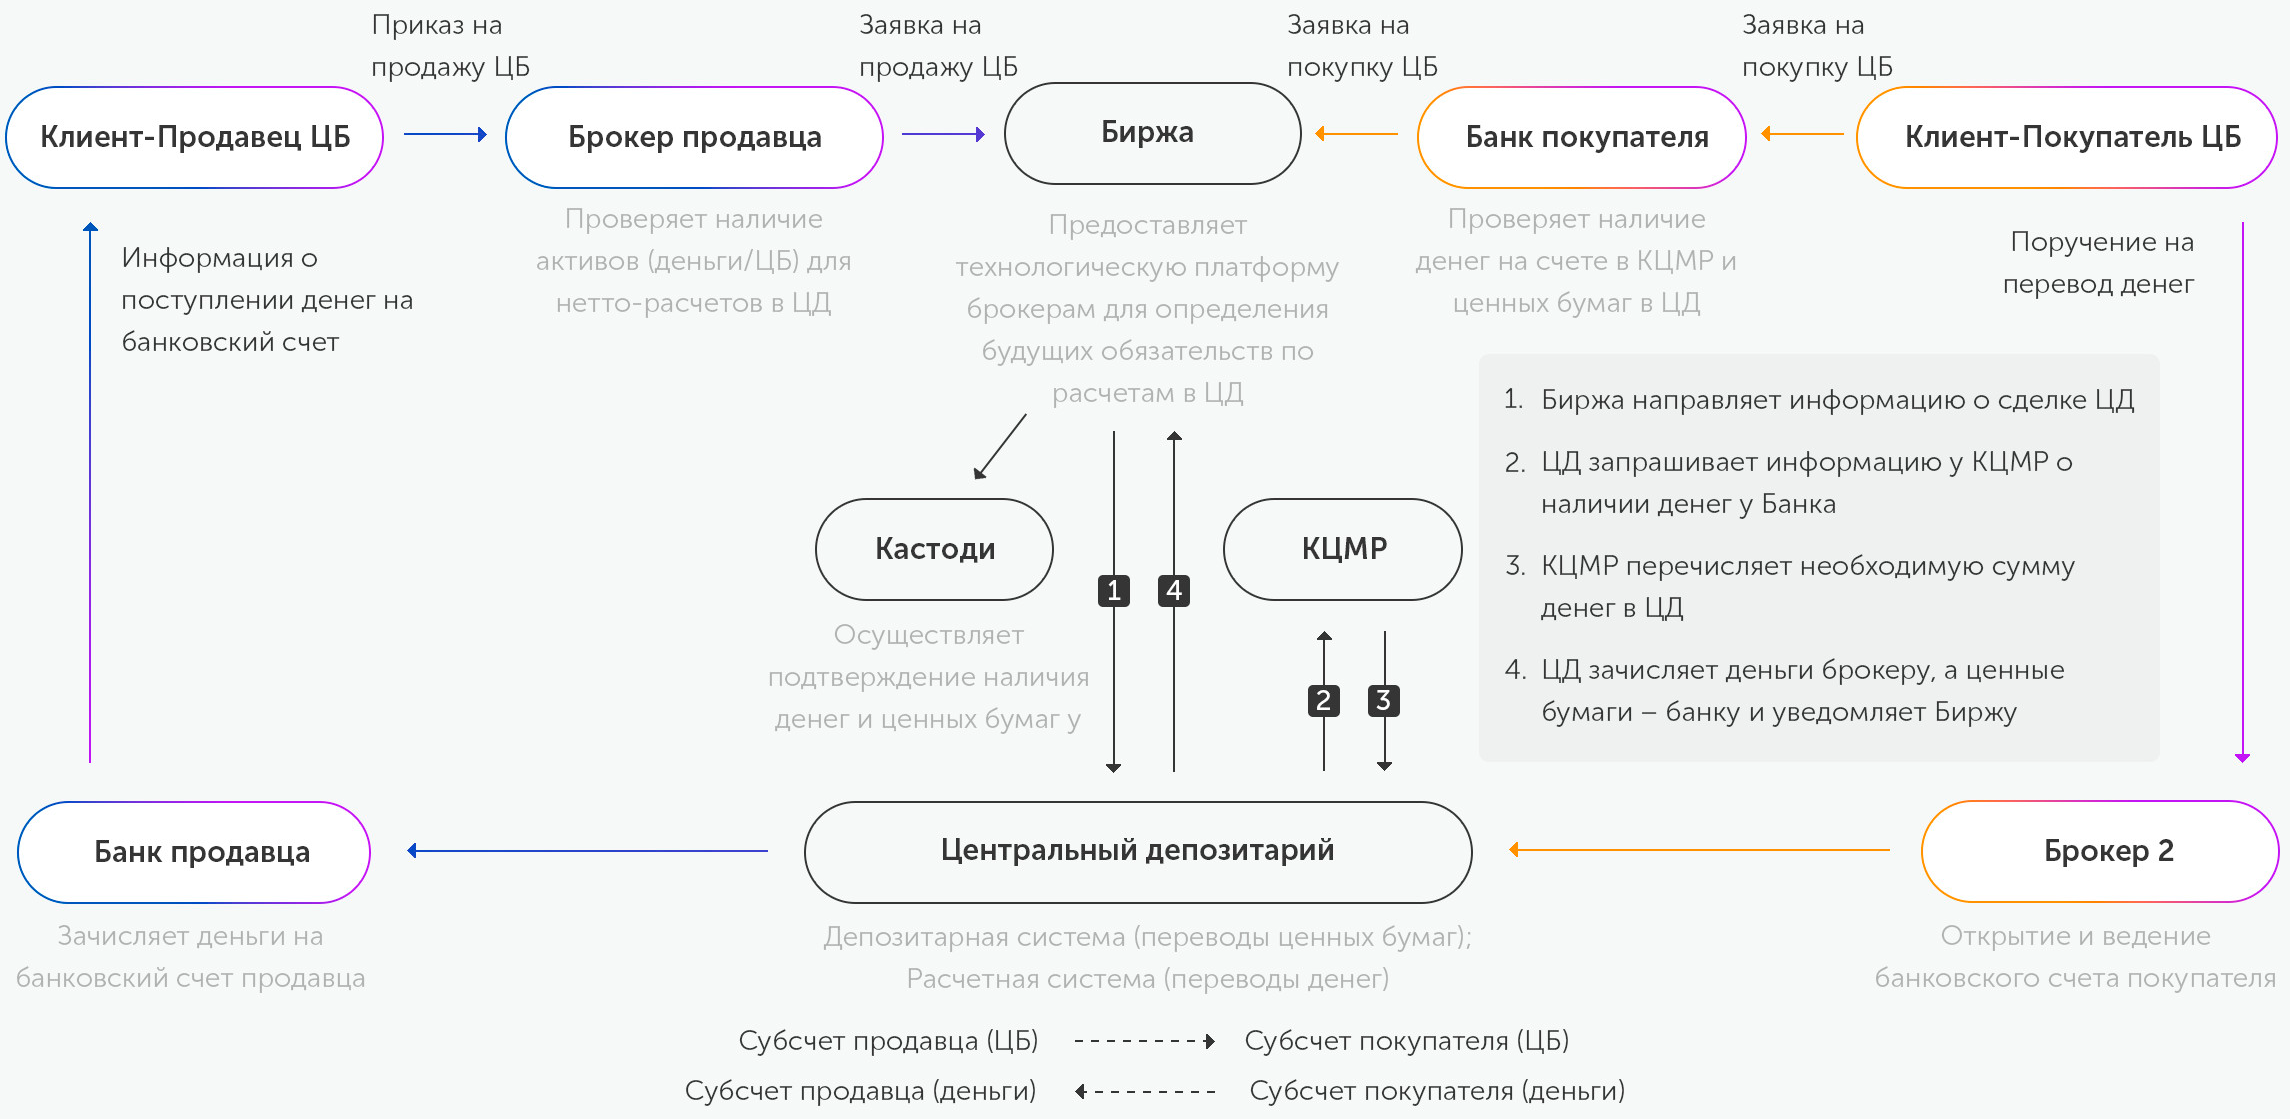 Приказ на
продажу ЦБ
Заявка на
продажу ЦБ
Заявка на
покупку ЦБ
Заявка на
покупку ЦБ
Клиент-Продавец ЦБ
Брокер продавца
Биржа
Банк покупателя
Клиент-Покупатель ЦБ
Проверяет наличие
активов (деньги/ЦБ) для
нетто-расчетов в ЦД
Предоставляет
технологическую платформу
брокерам для определения
будущих обязательств по
расчетам в ЦД
Проверяет наличие
денег на счете в КЦМР и
ценных бумаг в ЦД
Информация о
поступлении денег на
банковский счет
Поручение на
перевод денег
1. Биржа направляет информацию о сделке ЦД
2. ЦД запрашивает информацию у КЦМР о
наличии денег у Банка
3. КЦМР перечисляет необходимую сумму
денег в ЦД
4. ЦД зачисляет деньги брокеру, а ценные
бумаги – банку и уведомляет Биржу
Кастоди
КЦМР
Осуществляет
подтверждение наличия
денег и ценных бумаг у
1
4
2
3
Банк продавца
Центральный депозитарий
Брокер 2
Зачисляет деньги на
банковский счет продавца
Депозитарная система (переводы ценных бумаг);
Расчетная система (переводы денег)
Открытие и ведение
банковского счета покупателя
Субсчет продавца (ЦБ)
Субсчет покупателя (ЦБ)
Субсчет продавца (деньги)
Субсчет покупателя (деньги)